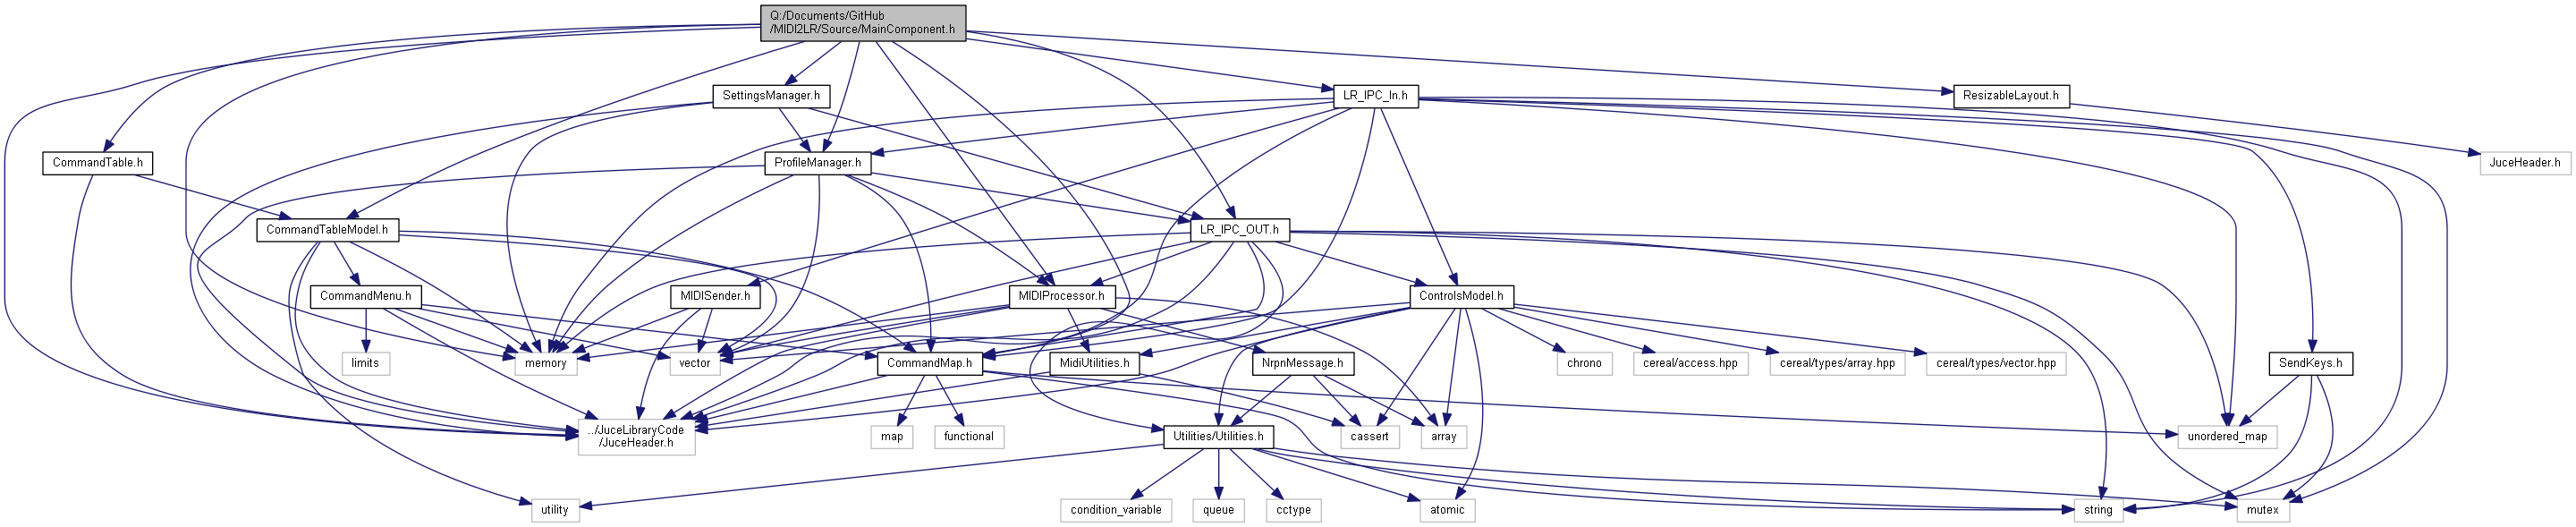 Q:/Documents/GitHub
/MIDI2LR/Source/MainComponent.h
SettingsManager.h
LR_IPC_In.h
ResizableLayout.h
CommandTable.h
ProfileManager.h
JuceHeader.h
CommandTableModel.h
LR_IPC_OUT.h
CommandMenu.h
MIDISender.h
MIDIProcessor.h
ControlsModel.h
limits
memory
vector
CommandMap.h
MidiUtilities.h
NrpnMessage.h
chrono
cereal/access.hpp
cereal/types/array.hpp
cereal/types/vector.hpp
SendKeys.h
../JuceLibraryCode
/JuceHeader.h
map
functional
Utilities/Utilities.h
cassert
array
unordered_map
utility
condition_variable
queue
cctype
atomic
string
mutex